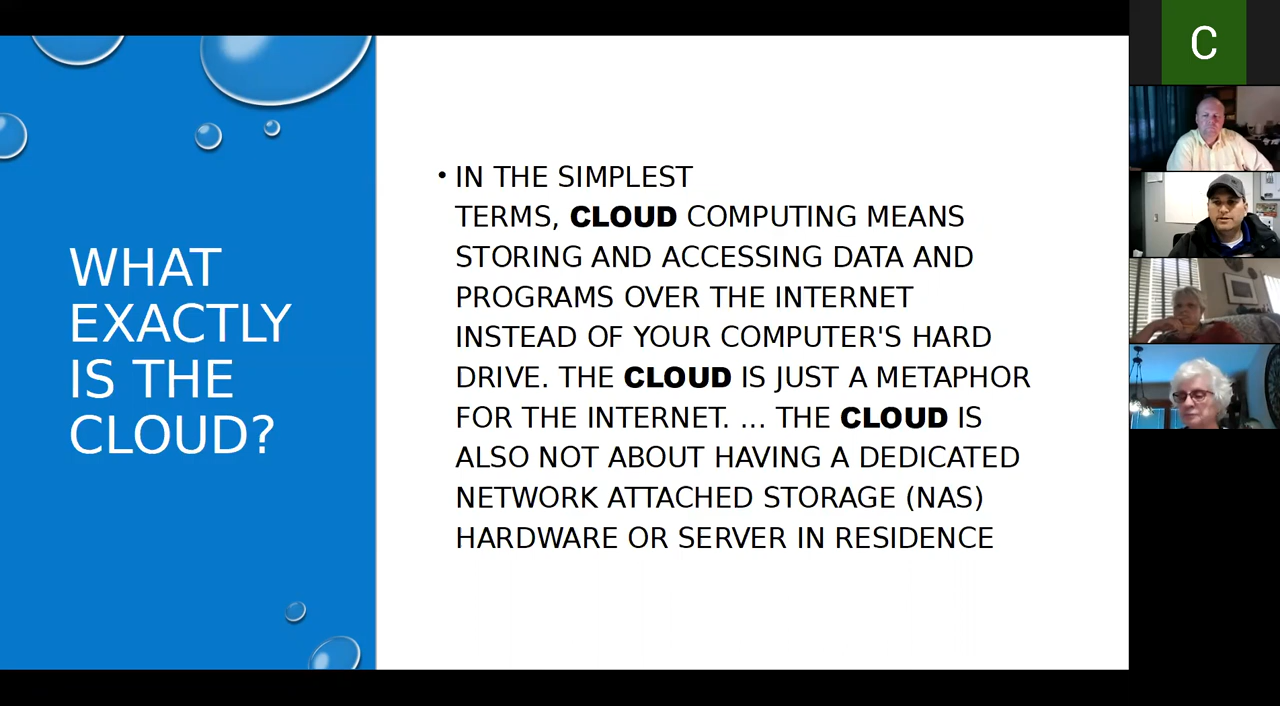 WHAT
EXACTLY
IS THE
CLOUD?
• IN THE SIMPLEST
TERMS, CLOUD COMPUTING MEANS
STORING AND ACCESSING DATA AND
PROGRAMS OVER THE INTERNET
INSTEAD OF YOUR COMPUTER'S HARD
DRIVE. THE CLOUD IS JUST A METAPHOR
FOR THE INTERNET. ... THE CLOUD IS
ALSO NOT ABOUT HAVING A DEDICATED
NETWORK ATTACHED STORAGE (NAS)
HARDWARE OR SERVER IN RESIDENCE
C